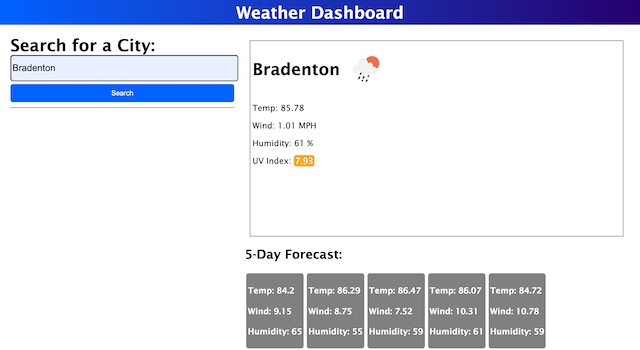 Weather Dashboard
Search for a City:
Bradenton
Search
Bradenton
Temp: 85.78
Wind: 1.01 MPH
Humidity: 61 %
UV Index: 7.93
5-Day Forecast:
Temp: 84.2
Wind: 9.15
Humidity: 65
Temp: 86.29
Wind: 8.75
Humidity: 55
Temp: 86.47
Wind: 7.52
Humidity: 59
Temp: 86.07
Wind: 10.31
Humidity: 61
Temp: 84.72
Wind: 10.78
Humidity: 59